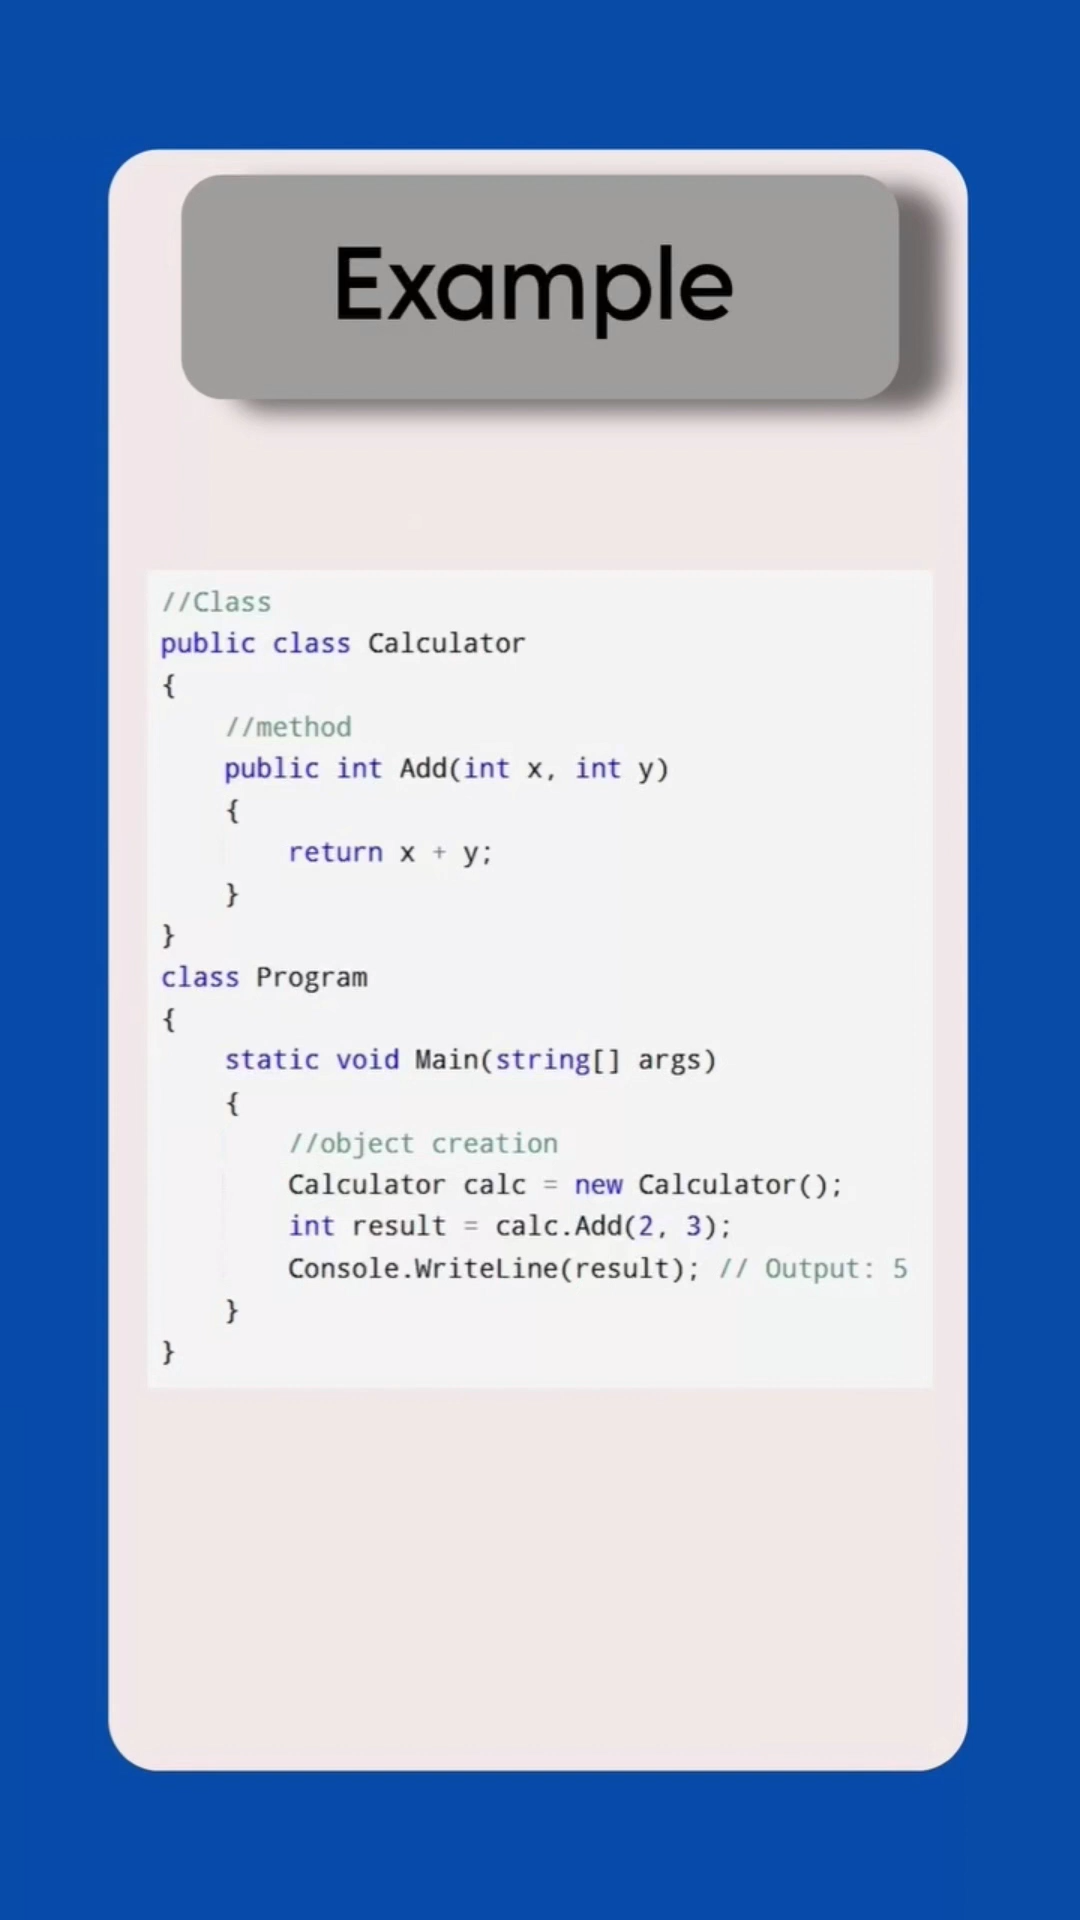 Example
//Class
public class Calculator
{
    //method
    public int Add(int x, int y)
    {
        return x + y;
    }
}
class Program
{
    static void Main(string[] args)
    {
        //object creation
        Calculator calc = new Calculator();
        int result = calc.Add(2, 3);
        Console.WriteLine(result); // Output: 5
    }
}